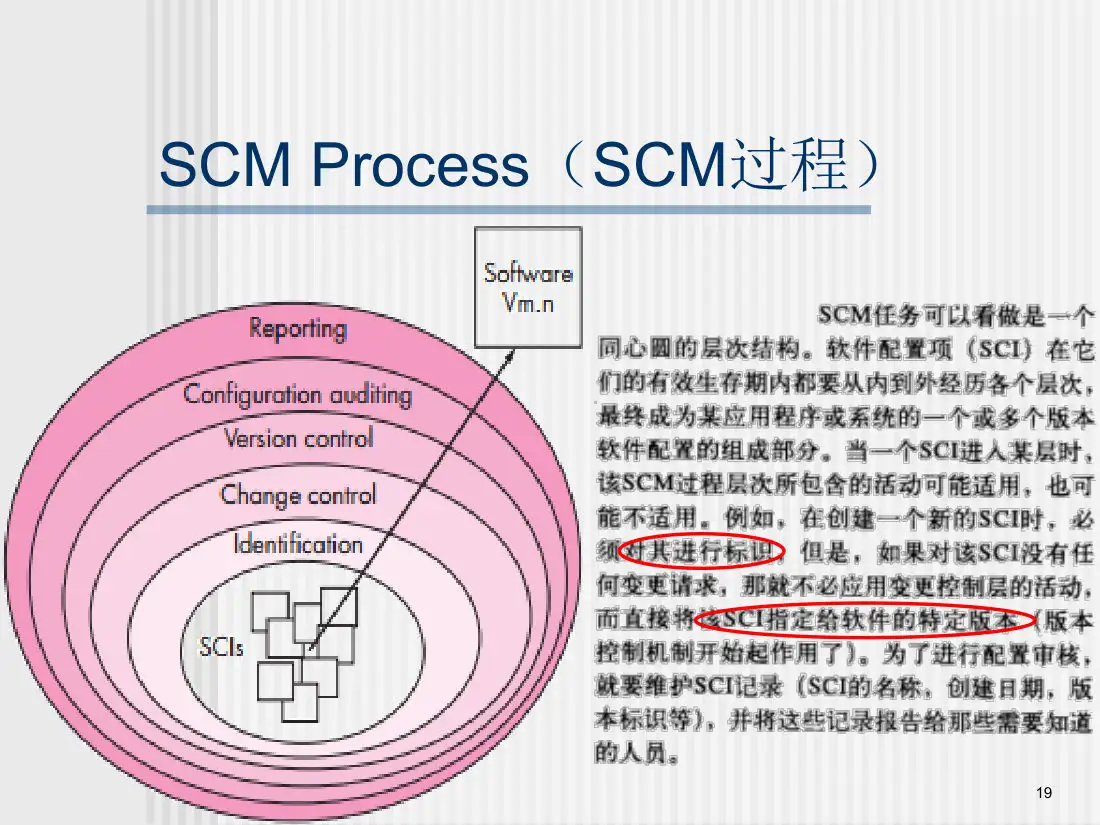 SCM Process（SCM过程）
Software
Vm.n
Reporting
Configuration auditing
Version control
Change control
Identification
SCIs
SCM任务可以看做是一个
同心圆的层次结构。软件配置项（SCI）在它
们的有效生存期内都要从内到外经历各个层次，
最终成为某应用程序或系统的一个或多个版本
软件配置的组成部分。当一个SCI进入某层时，
该SCM过程层次所包含的活动可能适用，也可
能不适用。例如，在创建一个新的SCI时，必
须对其进行标识，但是，如果对该SCI没有任
何变更请求，那就不必应用变更控制层的活动，
而直接将该SCI指定给软件的特定版本（版本
控制机制开始起作用了）。为了进行配置审核，
就要维护SCI记录（SCI的名称，创建日期，版
本标识等），并将这些记录报告给那些需要知道
的人员。
19